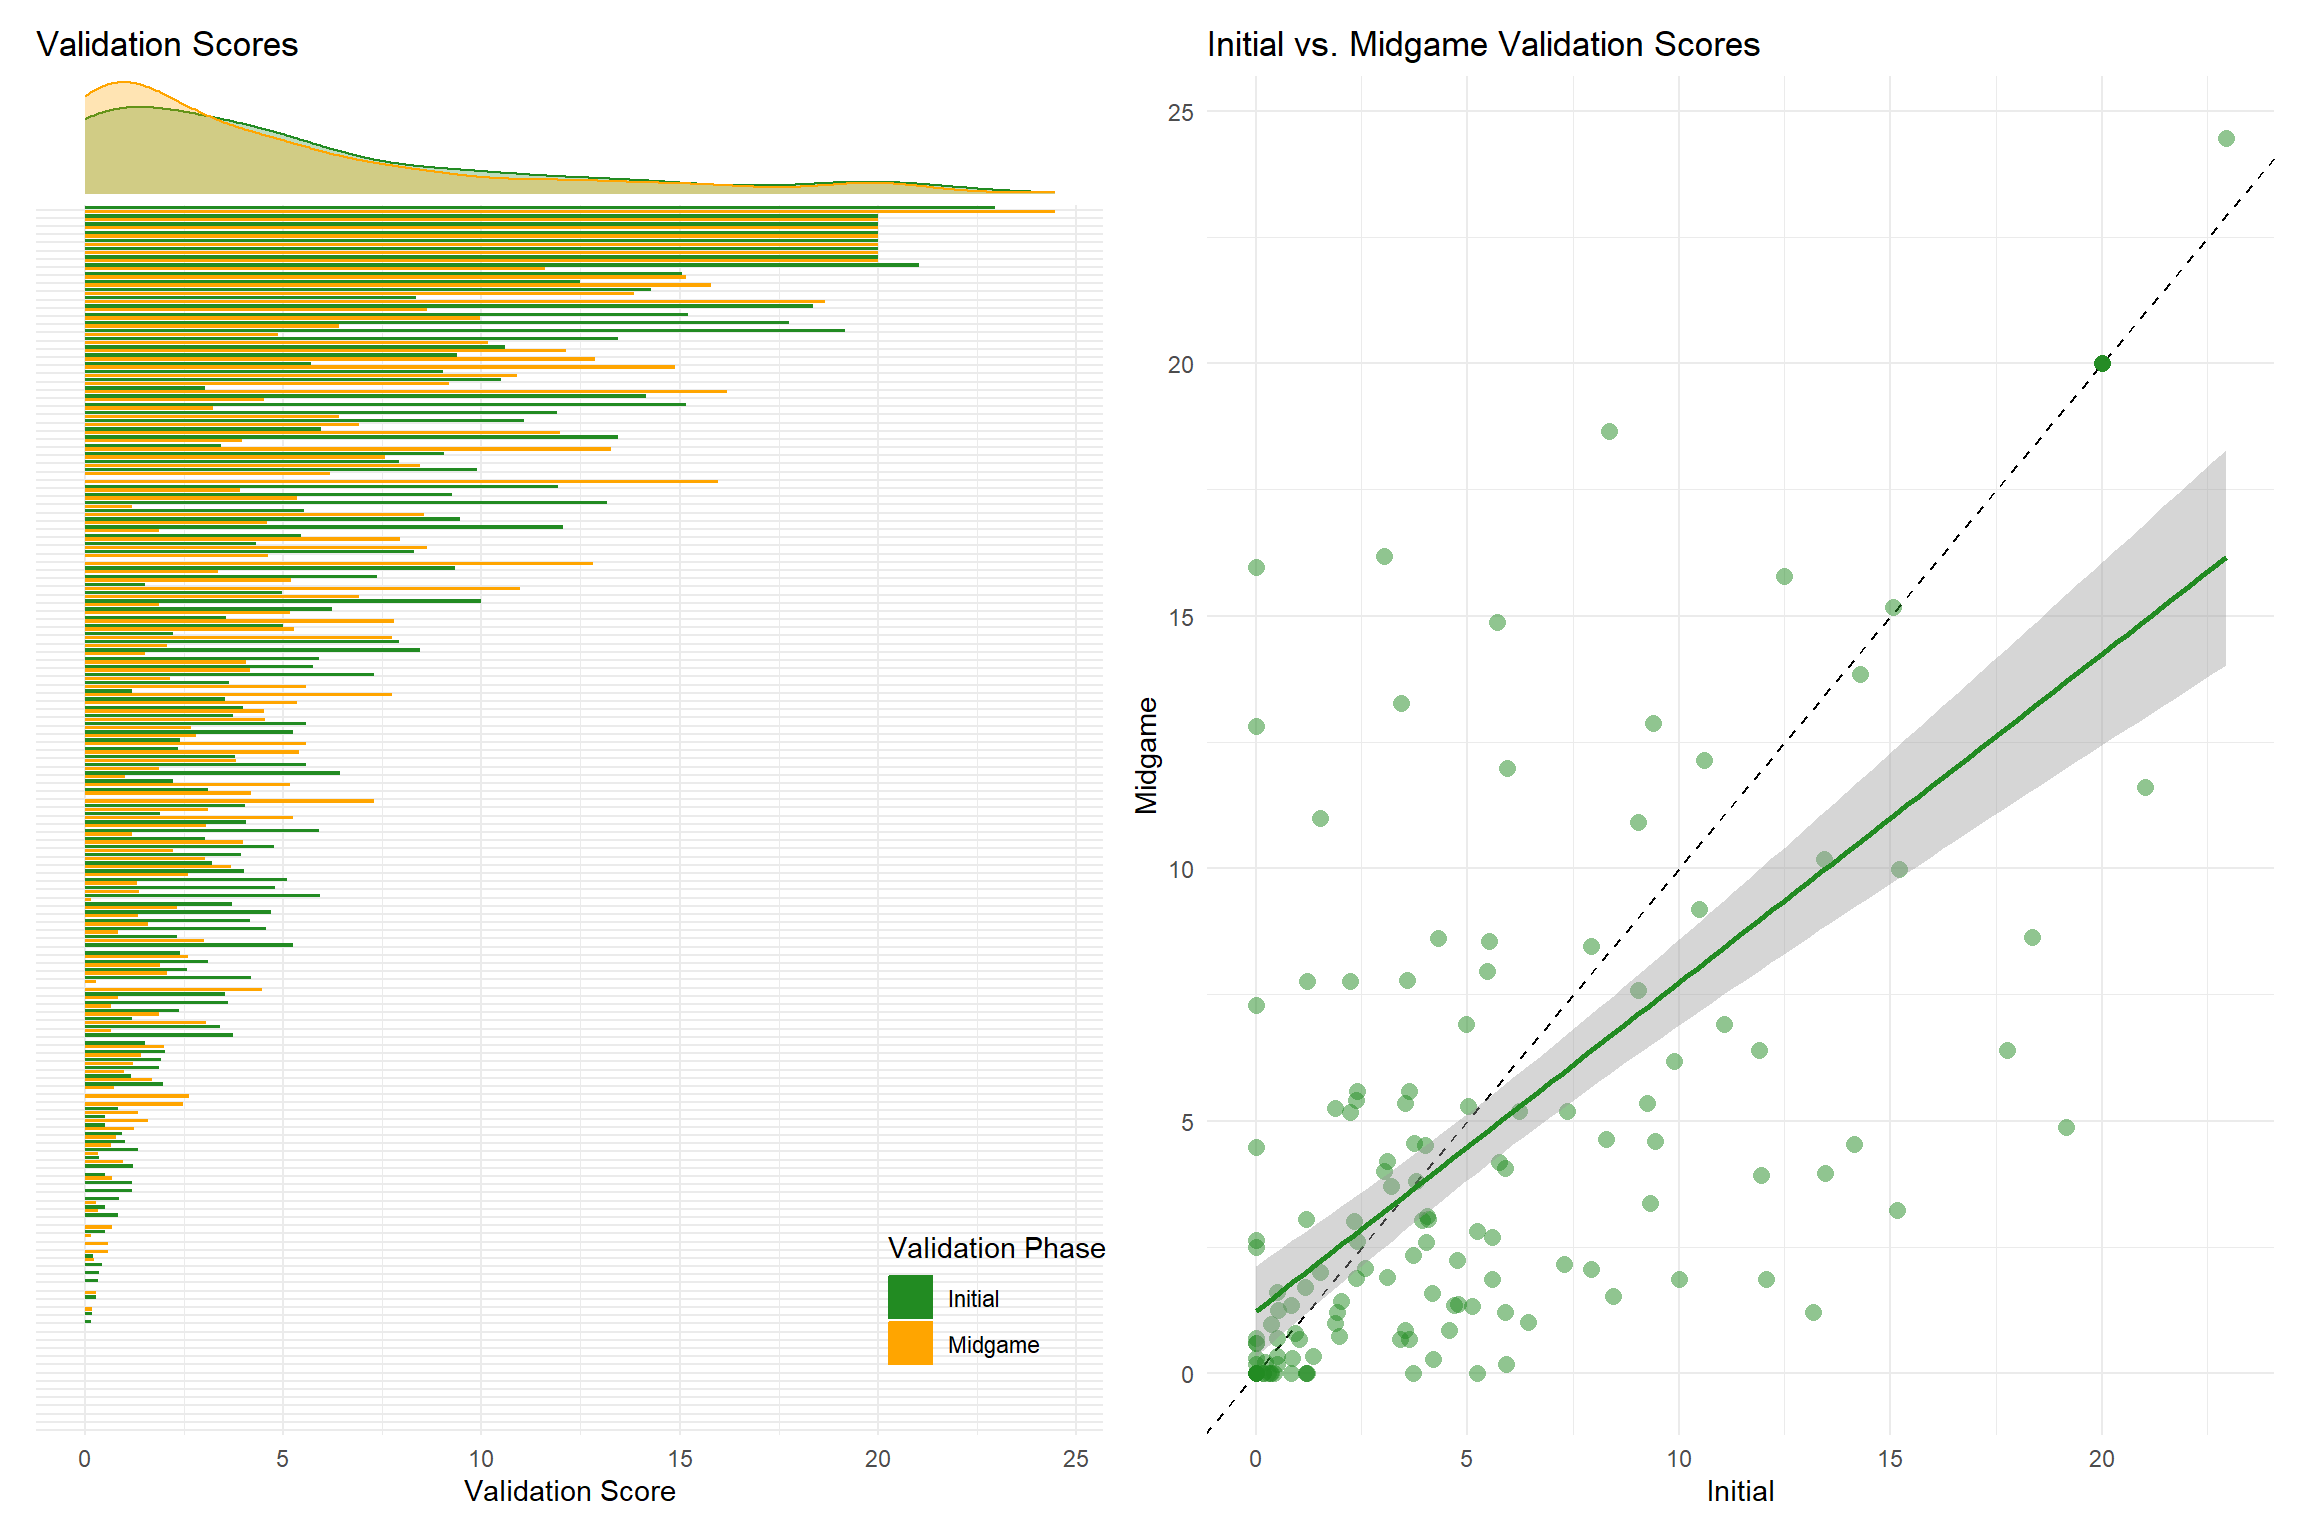 Validation Scores
Validation Phase
Initial
Midgame
0 5 10 15 20 25
Validation Score
Initial vs. Midgame Validation Scores
25
20
15
10
5
0
Midgame
0 5 10 15 20
Initial